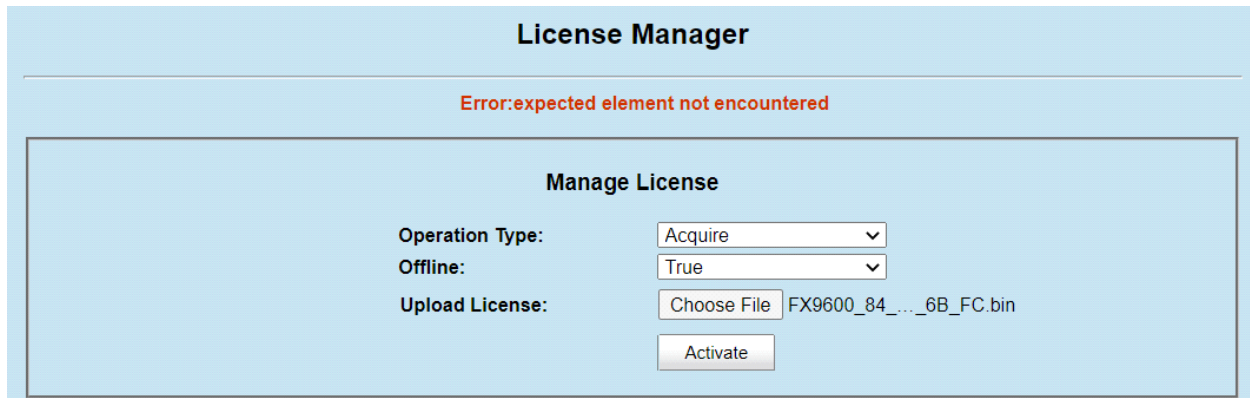 License Manager
Error:expected element not encountered
Manage License
Operation Type: Acquire
Offline: True
Upload License: Choose File FX9600_84_..._6B_FC.bin
Activate